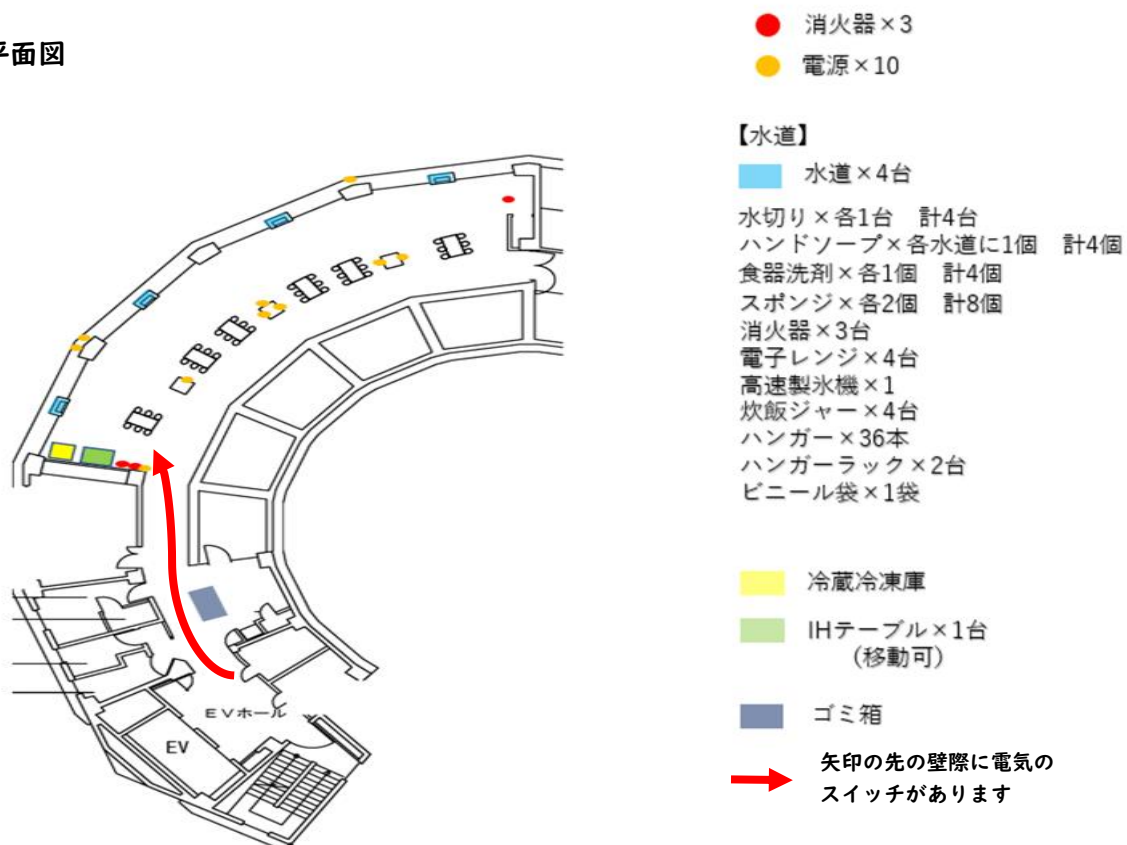 平面図
EVホール
EV
消火器×3
電源×10
【水道】
水道×4台
水切り×各1台 計4台
ハンドソープ×各水道に1個 計4個
食器洗剤×各1個 計4個
スポンジ×各2個 計8個
消火器×3台
電子レンジ×4台
高速製氷機×1
炊飯ジャー×4台
ハンガー×36本
ハンガーラック×2台
ビニール袋×1袋
冷蔵冷凍庫
IHテーブル×1台
(移動可)
ゴミ箱
矢印の先の壁際に電気の
スイッチがあります